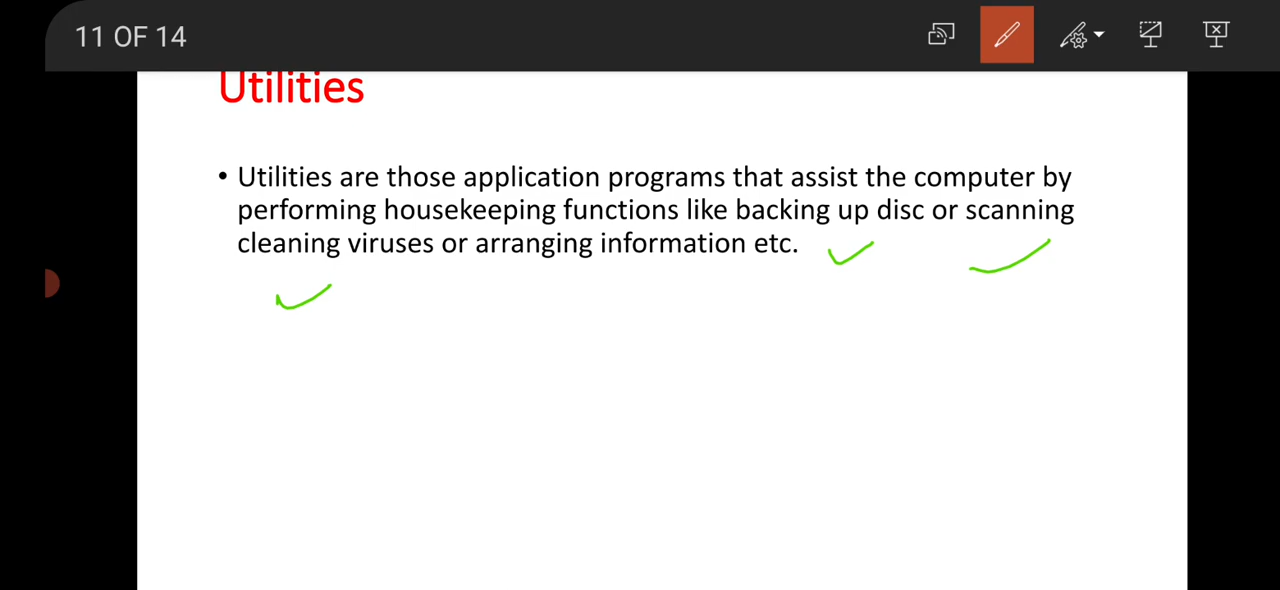 11 OF 14
Utilities
• Utilities are those application programs that assist the computer by
performing housekeeping functions like backing up disc or scanning
cleaning viruses or arranging information etc.